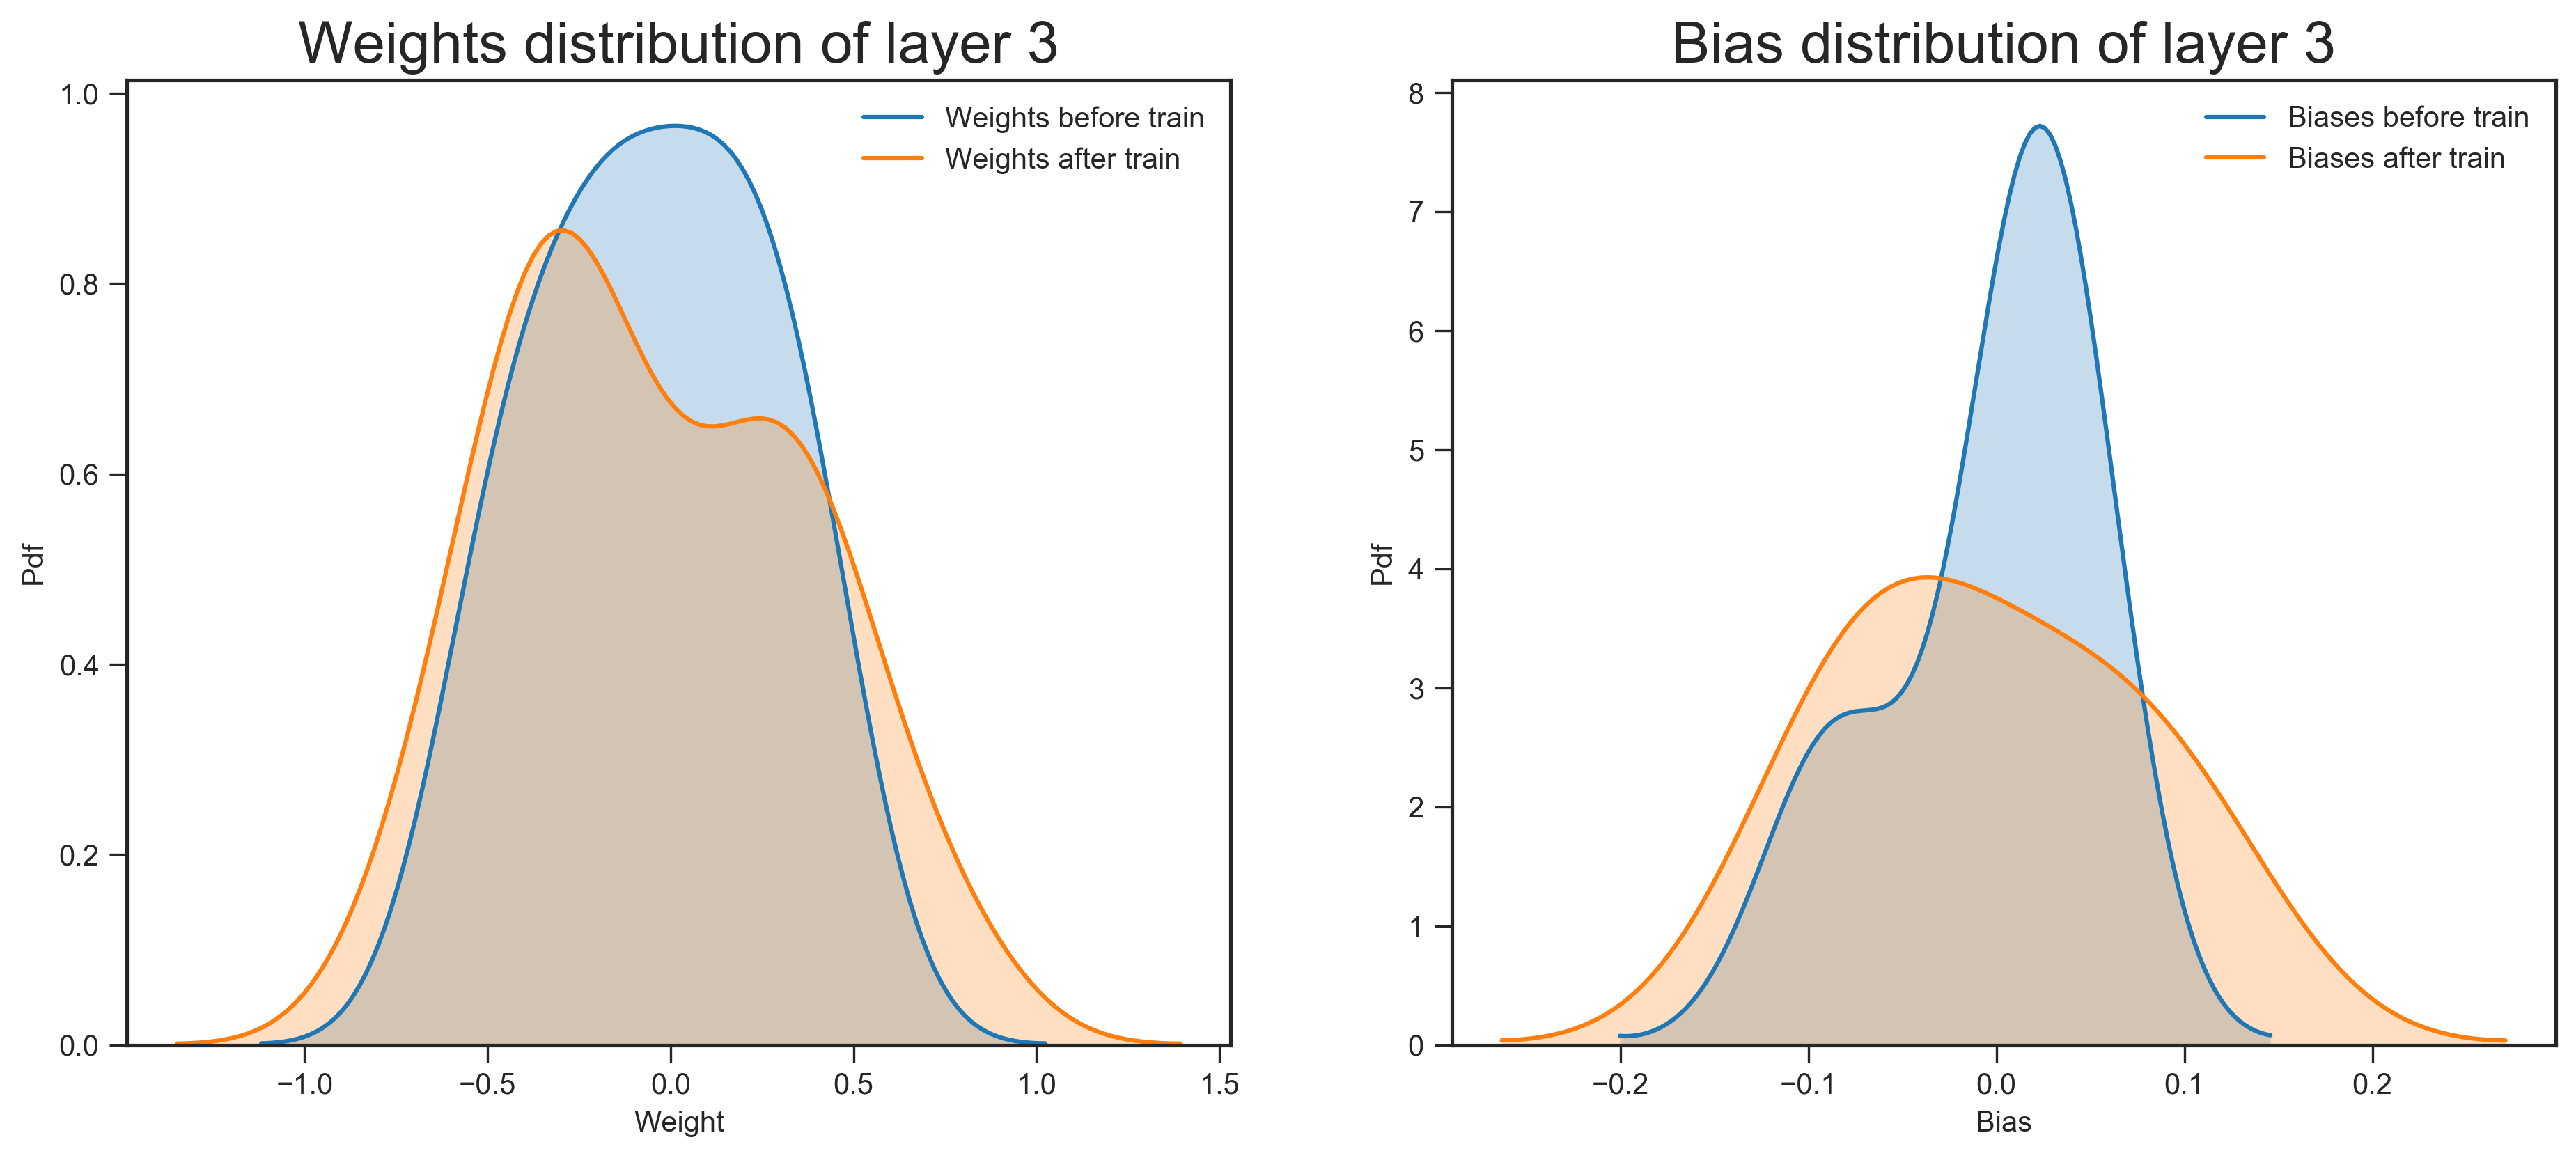 Weights distribution of layer 3
1.0
0.8
0.6
0.4
0.2
0.0
Pdf
Weights before train
Weights after train
−1.0 −0.5 0.0 0.5 1.0 1.5
Weight
Bias distribution of layer 3
8
7
6
5
4
3
2
1
0
Pdf
Biases before train
Biases after train
−0.2 −0.1 0.0 0.1 0.2
Bias